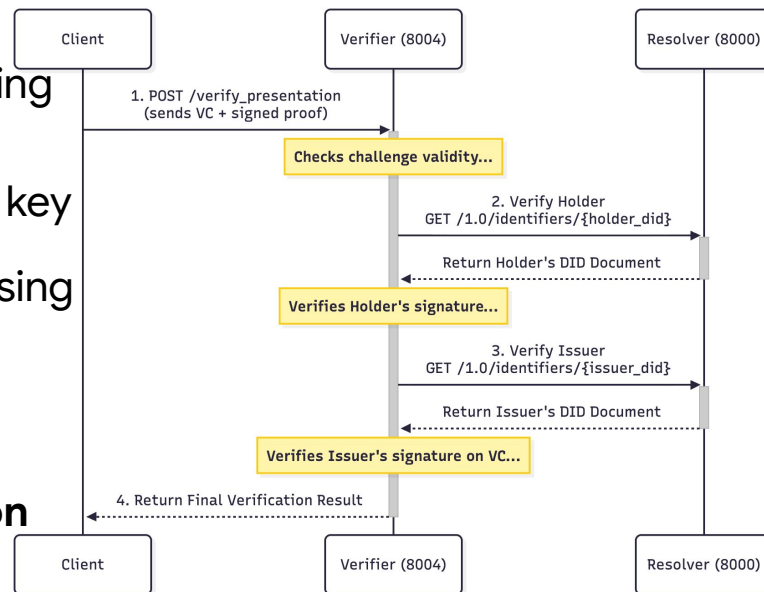 Client
Verifier (8004)
Resolver (8000)
ing
1. POST /verify_presentation
(sends VC + signed proof)
Checks challenge validity...
key
2. Verify Holder
GET /1.0/identifiers/{holder_did}
Return Holder's DID Document
sing
Verifies Holder's signature...
3. Verify Issuer
GET /1.0/identifiers/{issuer_did}
Return Issuer's DID Document
Verifies Issuer's signature on VC...
4. Return Final Verification Result
on
Client
Verifier (8004)
Resolver (8000)